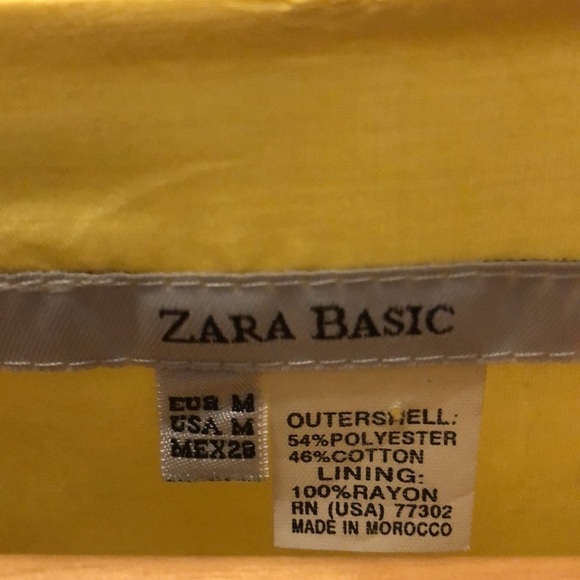 ZARA BASIC
EUR M
USA M
MEX28
OUTERSHELL:
54%POLYESTER
46%COTTON
LINING:
100%RAYON
RN (USA) 77302
MADE IN MOROCCO